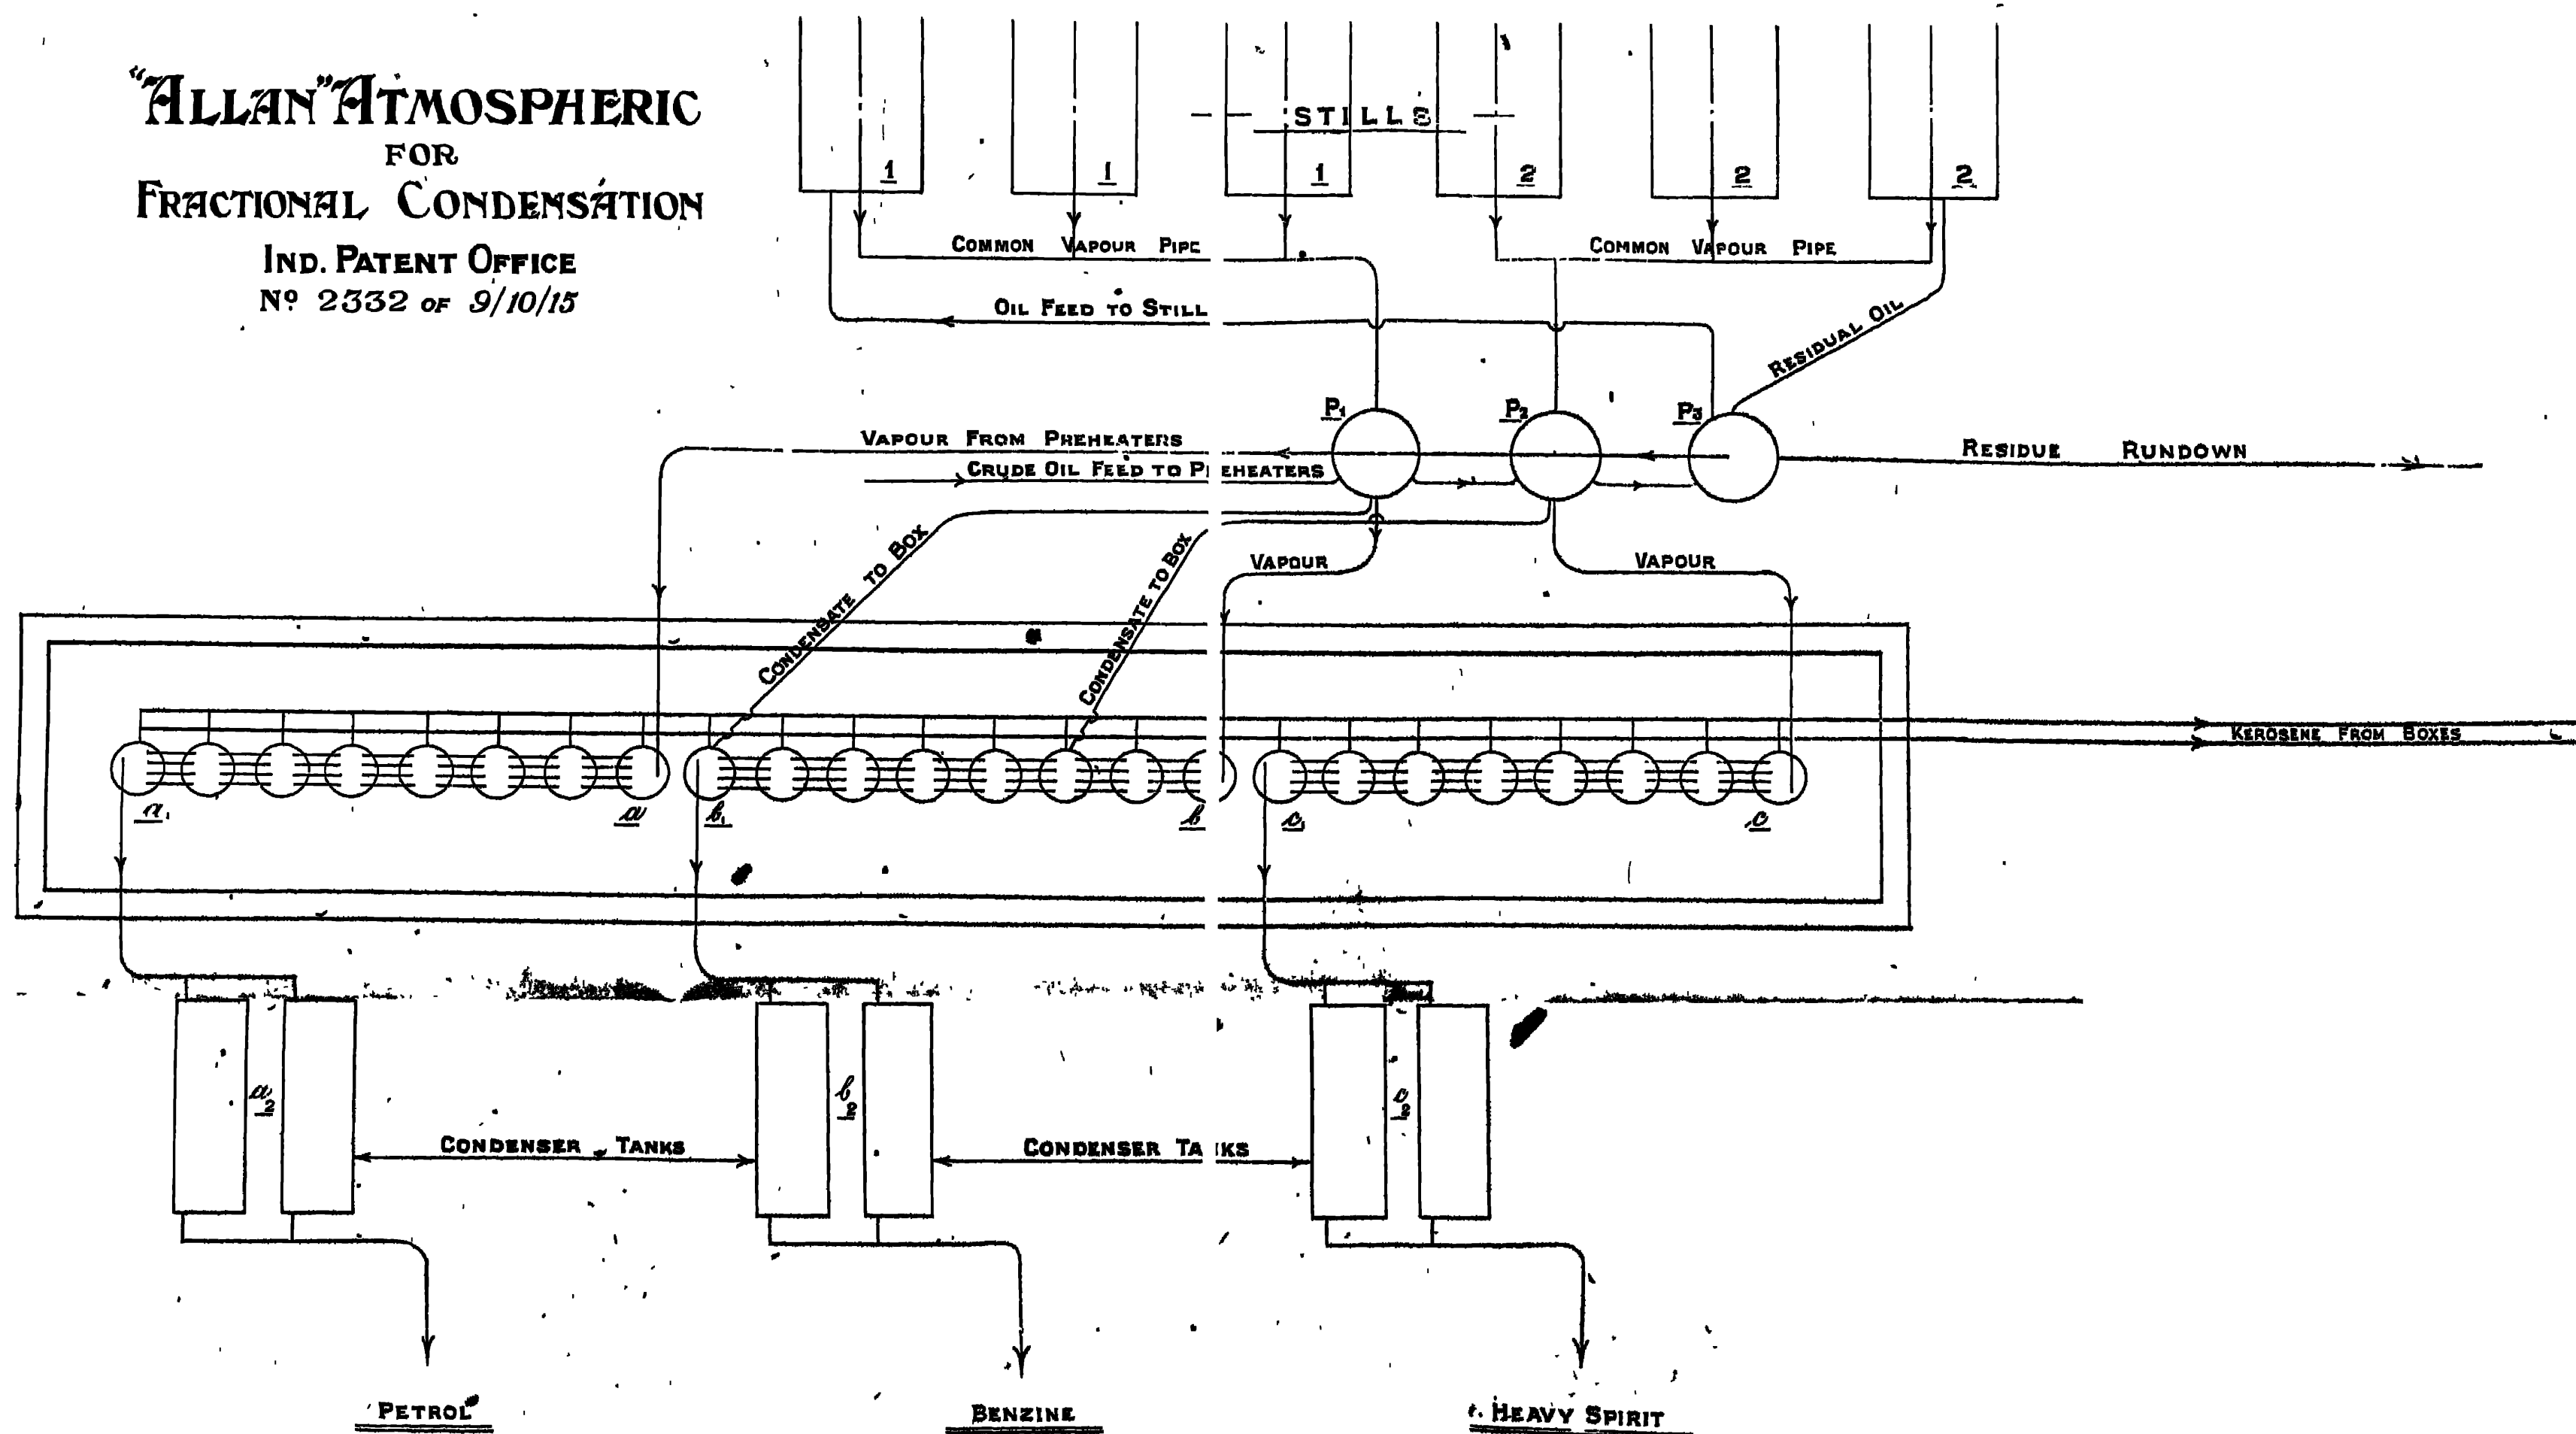 "ALLAN" ATMOSPHERIC
FOR
FRACTIONAL CONDENSATION
IND. PATENT OFFICE
No 2332 OF 9/10/15
STILLS
1
1
1
2
2
2
COMMON VAPOUR PIPE
COMMON VAPOUR PIPE
OIL FEED TO STILL
RESIDUAL OIL
P1
P2
P3
VAPOUR FROM PREHEATERS
CRUDE OIL FEED TO PREHEATERS
RESIDUE RUNDOWN
CONDENSATE TO BOX
CONDENSATE TO BOX
VAPOUR
VAPOUR
KEROSENE FROM BOXES
a1
a
b1
b
c1
c
a2
b2
c2
CONDENSER TANKS
CONDENSER TANKS
PETROL
BENZINE
HEAVY SPIRIT